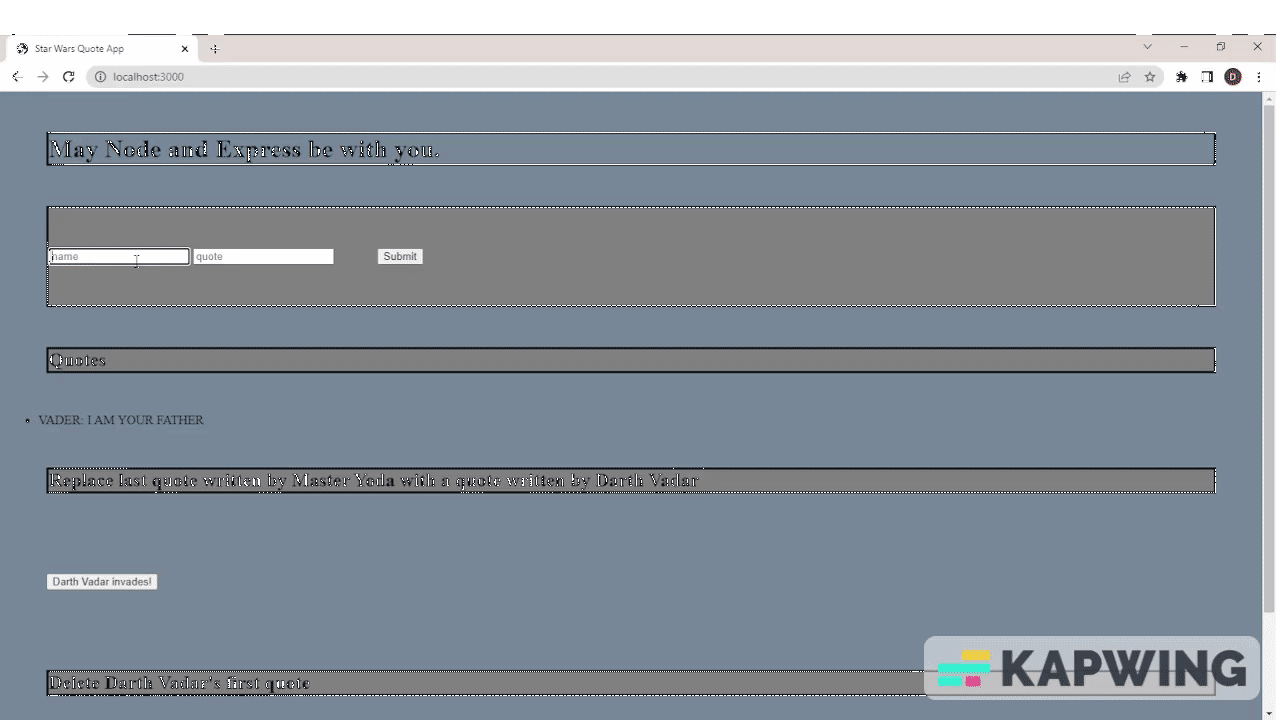 Star Wars Quote App
localhost:3000
D
May Node and Express be with you.
name quote Submit
Quotes
VADER: I AM YOUR FATHER
Replace last quote written by Master Yoda with a quote written by Darth Vadar
Darth Vadar invades!
Delete Darth Vadar's first quote
KAPWING